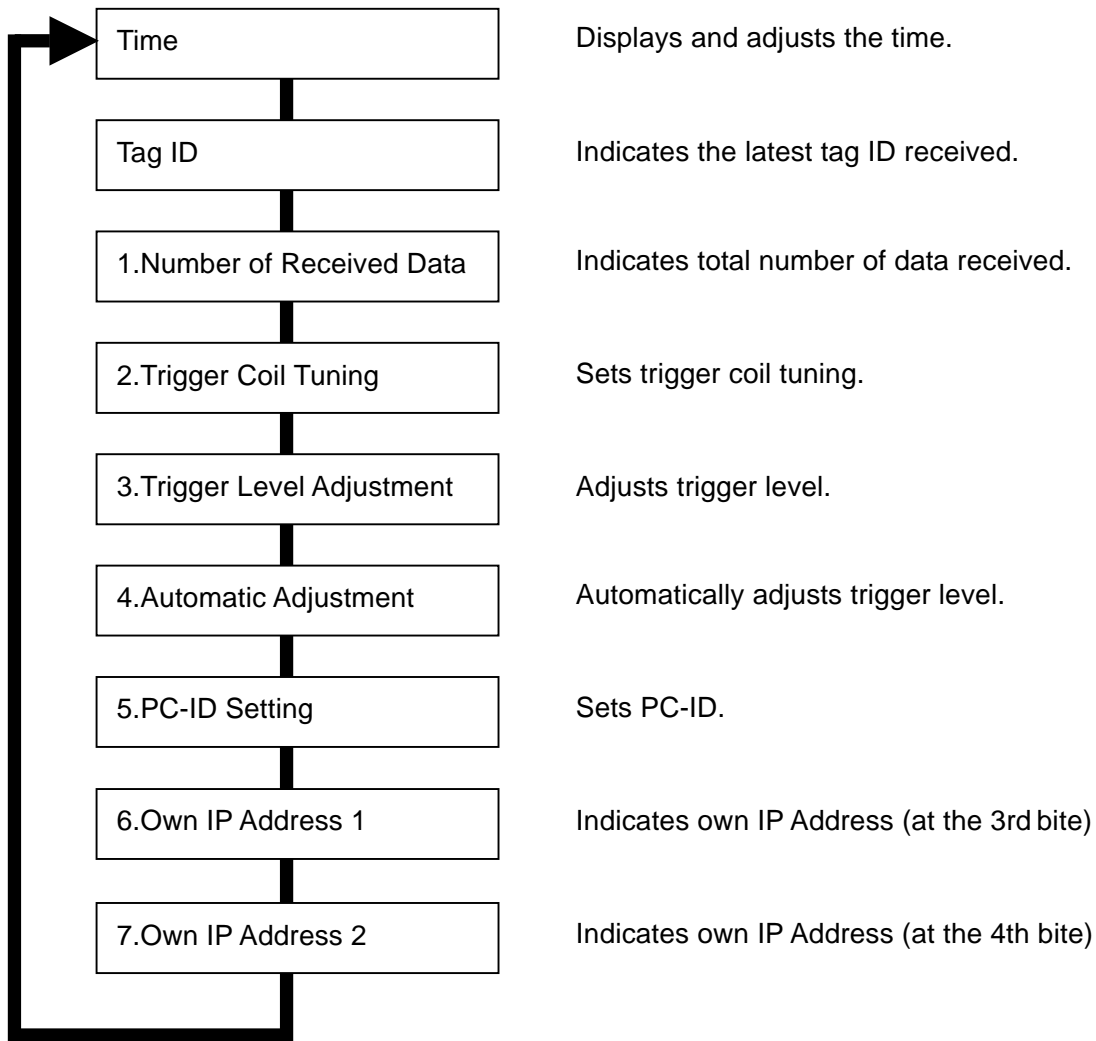 Time
Displays and adjusts the time.
Tag ID
Indicates the latest tag ID received.
1.Number of Received Data
Indicates total number of data received.
2.Trigger Coil Tuning
Sets trigger coil tuning.
3.Trigger Level Adjustment
Adjusts trigger level.
4.Automatic Adjustment
Automatically adjusts trigger level.
5.PC-ID Setting
Sets PC-ID.
6.Own IP Address 1
Indicates own IP Address (at the 3rd bite)
7.Own IP Address 2
Indicates own IP Address (at the 4th bite)